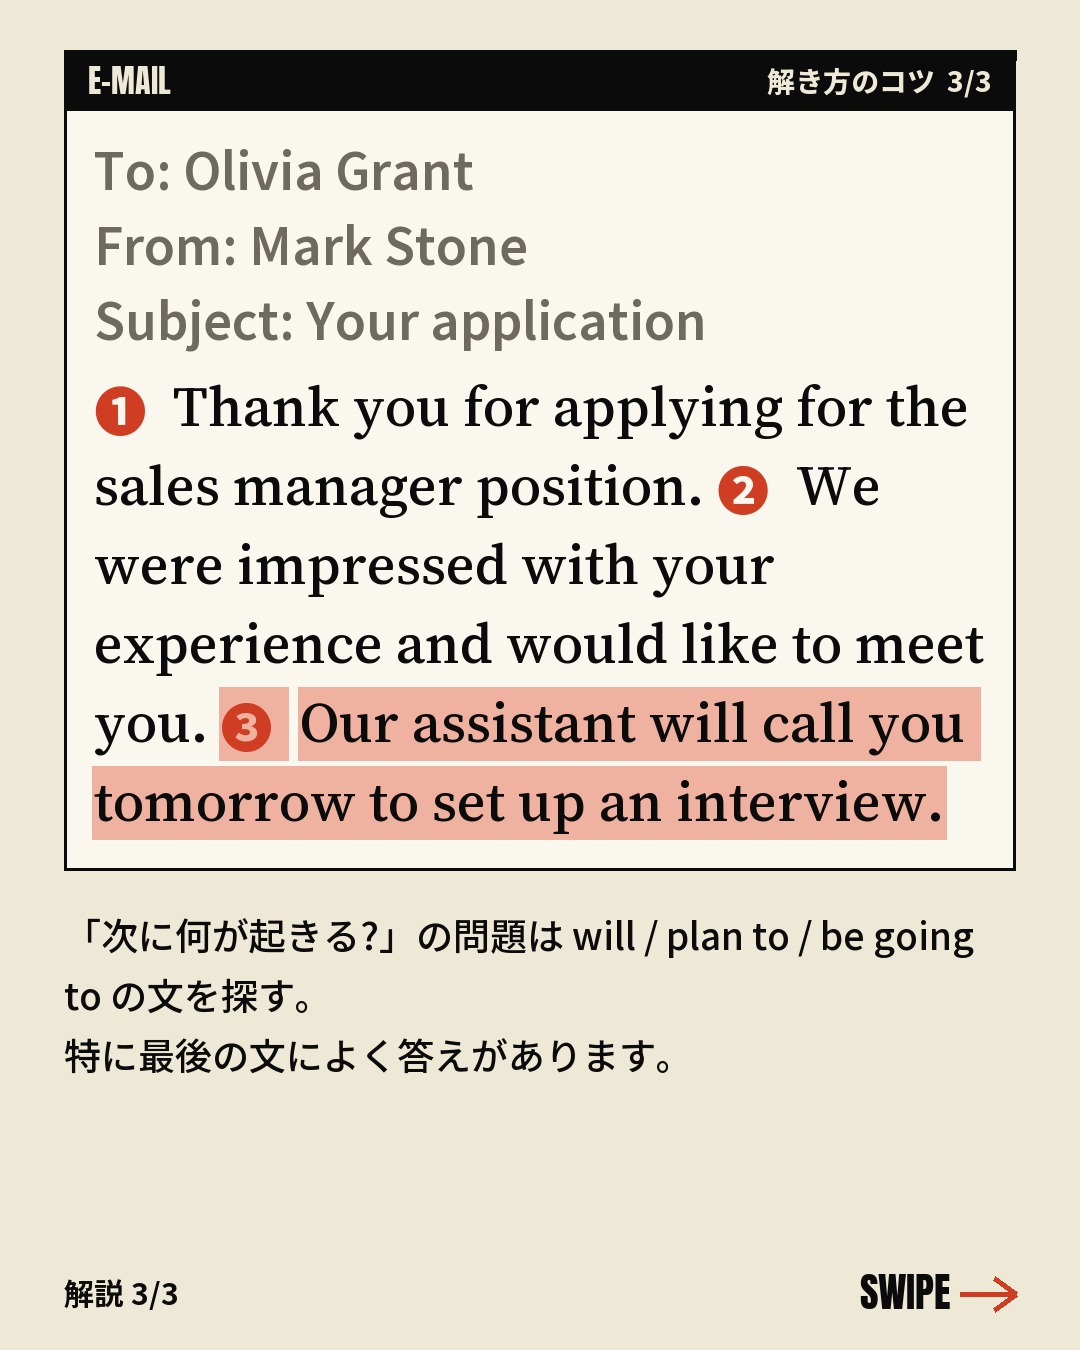 E-MAIL
解き方のコツ 3/3
To: Olivia Grant
From: Mark Stone
Subject: Your application
❶ Thank you for applying for the
sales manager position. ❷ We
were impressed with your
experience and would like to meet
you. ❸ Our assistant will call you
tomorrow to set up an interview.
「次に何が起きる?」の問題は will / plan to / be going
to の文を探す。
特に最後の文によく答えがあります。
解説 3/3
SWIPE